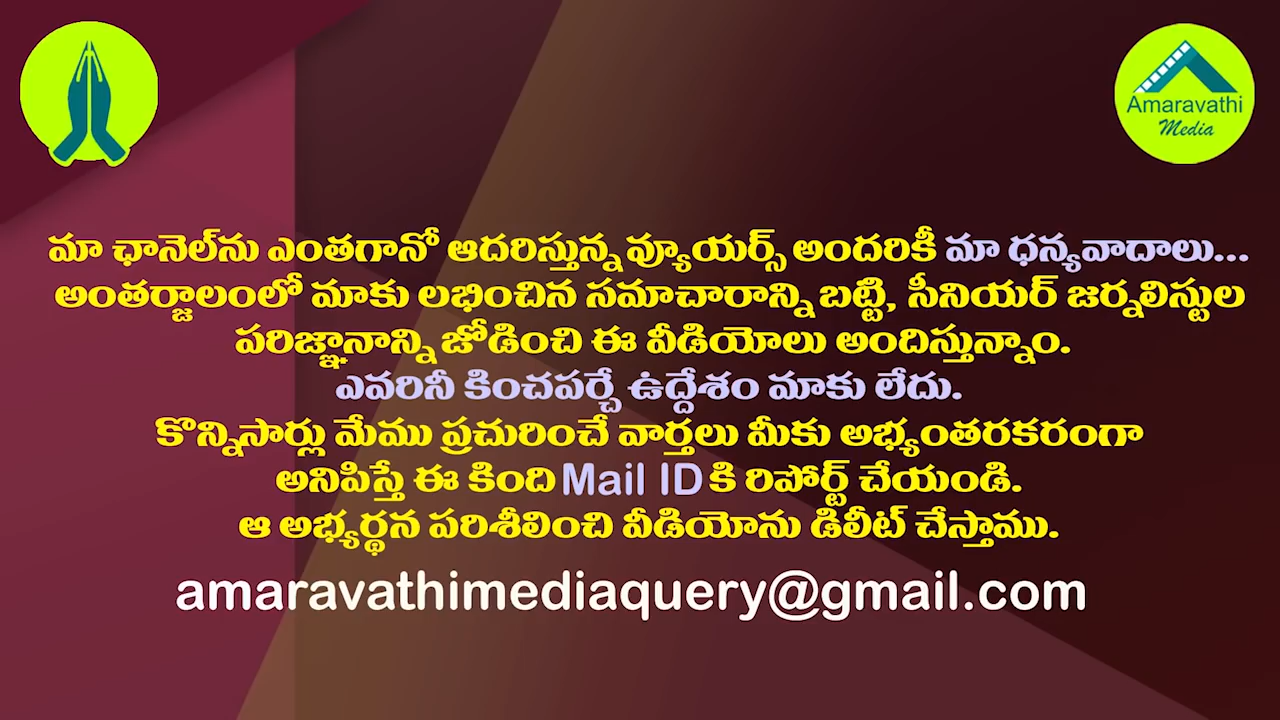 Amaravathi
Media
మా ఛానెల్‌ను ఎంతగానో ఆదరిస్తున్న వ్యూయర్స్ అందరికీ మా ధన్యవాదాలు...
అంతర్జాలంలో మాకు లభించిన సమాచారాన్ని బట్టి, సీనియర్ జర్నలిస్టుల
పరిజ్ఞానాన్ని జోడించి ఈ వీడియోలు అందిస్తున్నాం.
ఎవరినీ కించపర్చే ఉద్దేశం మాకు లేదు.
కొన్నిసార్లు మేము ప్రచురించే వార్తలు మీకు అభ్యంతరకరంగా
అనిపిస్తే ఈ కింది Mail ID కి రిపోర్ట్ చేయండి.
ఆ అభ్యర్థన పరిశీలించి వీడియోను డిలీట్ చేస్తాము.
amaravathimediaquery@gmail.com